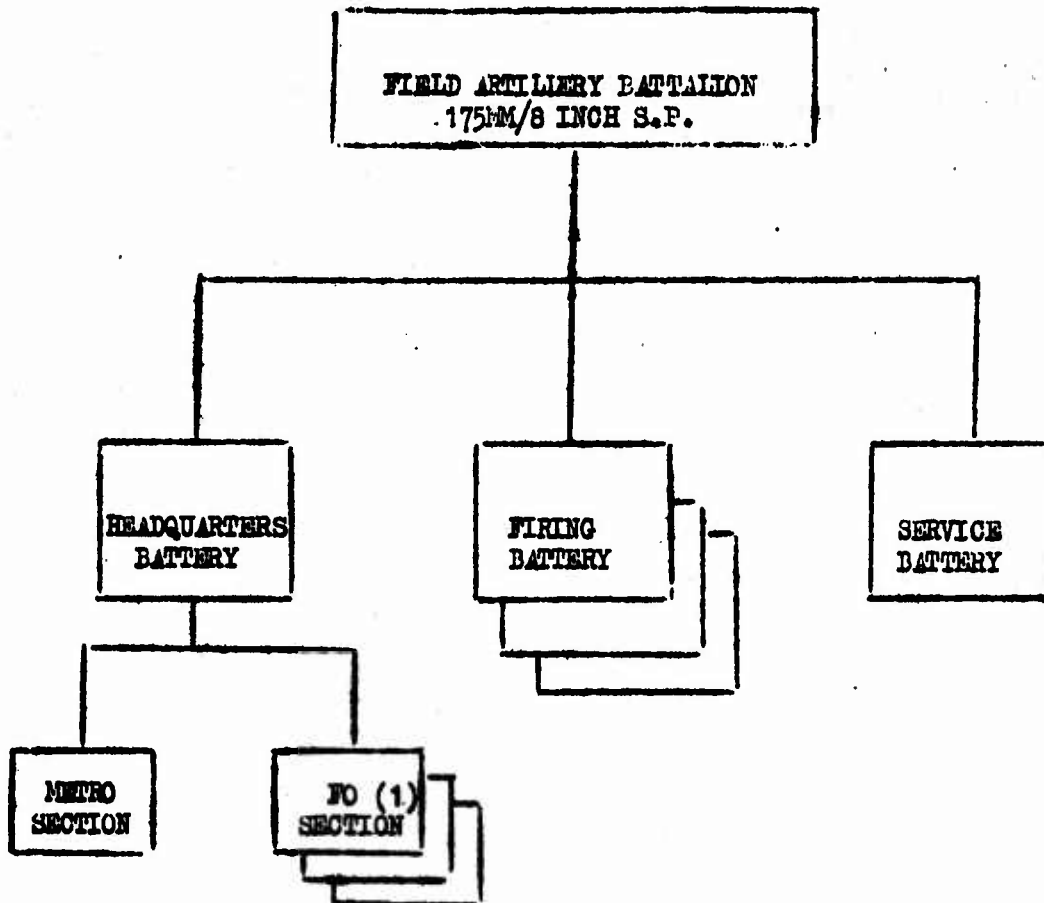 FIELD ARTILLERY BATTALION
175MM/8 INCH S.P.
HEADQUARTERS
BATTERY
FIRING
BATTERY
SERVICE
BATTERY
METRO
SECTION
FO (1)
SECTION